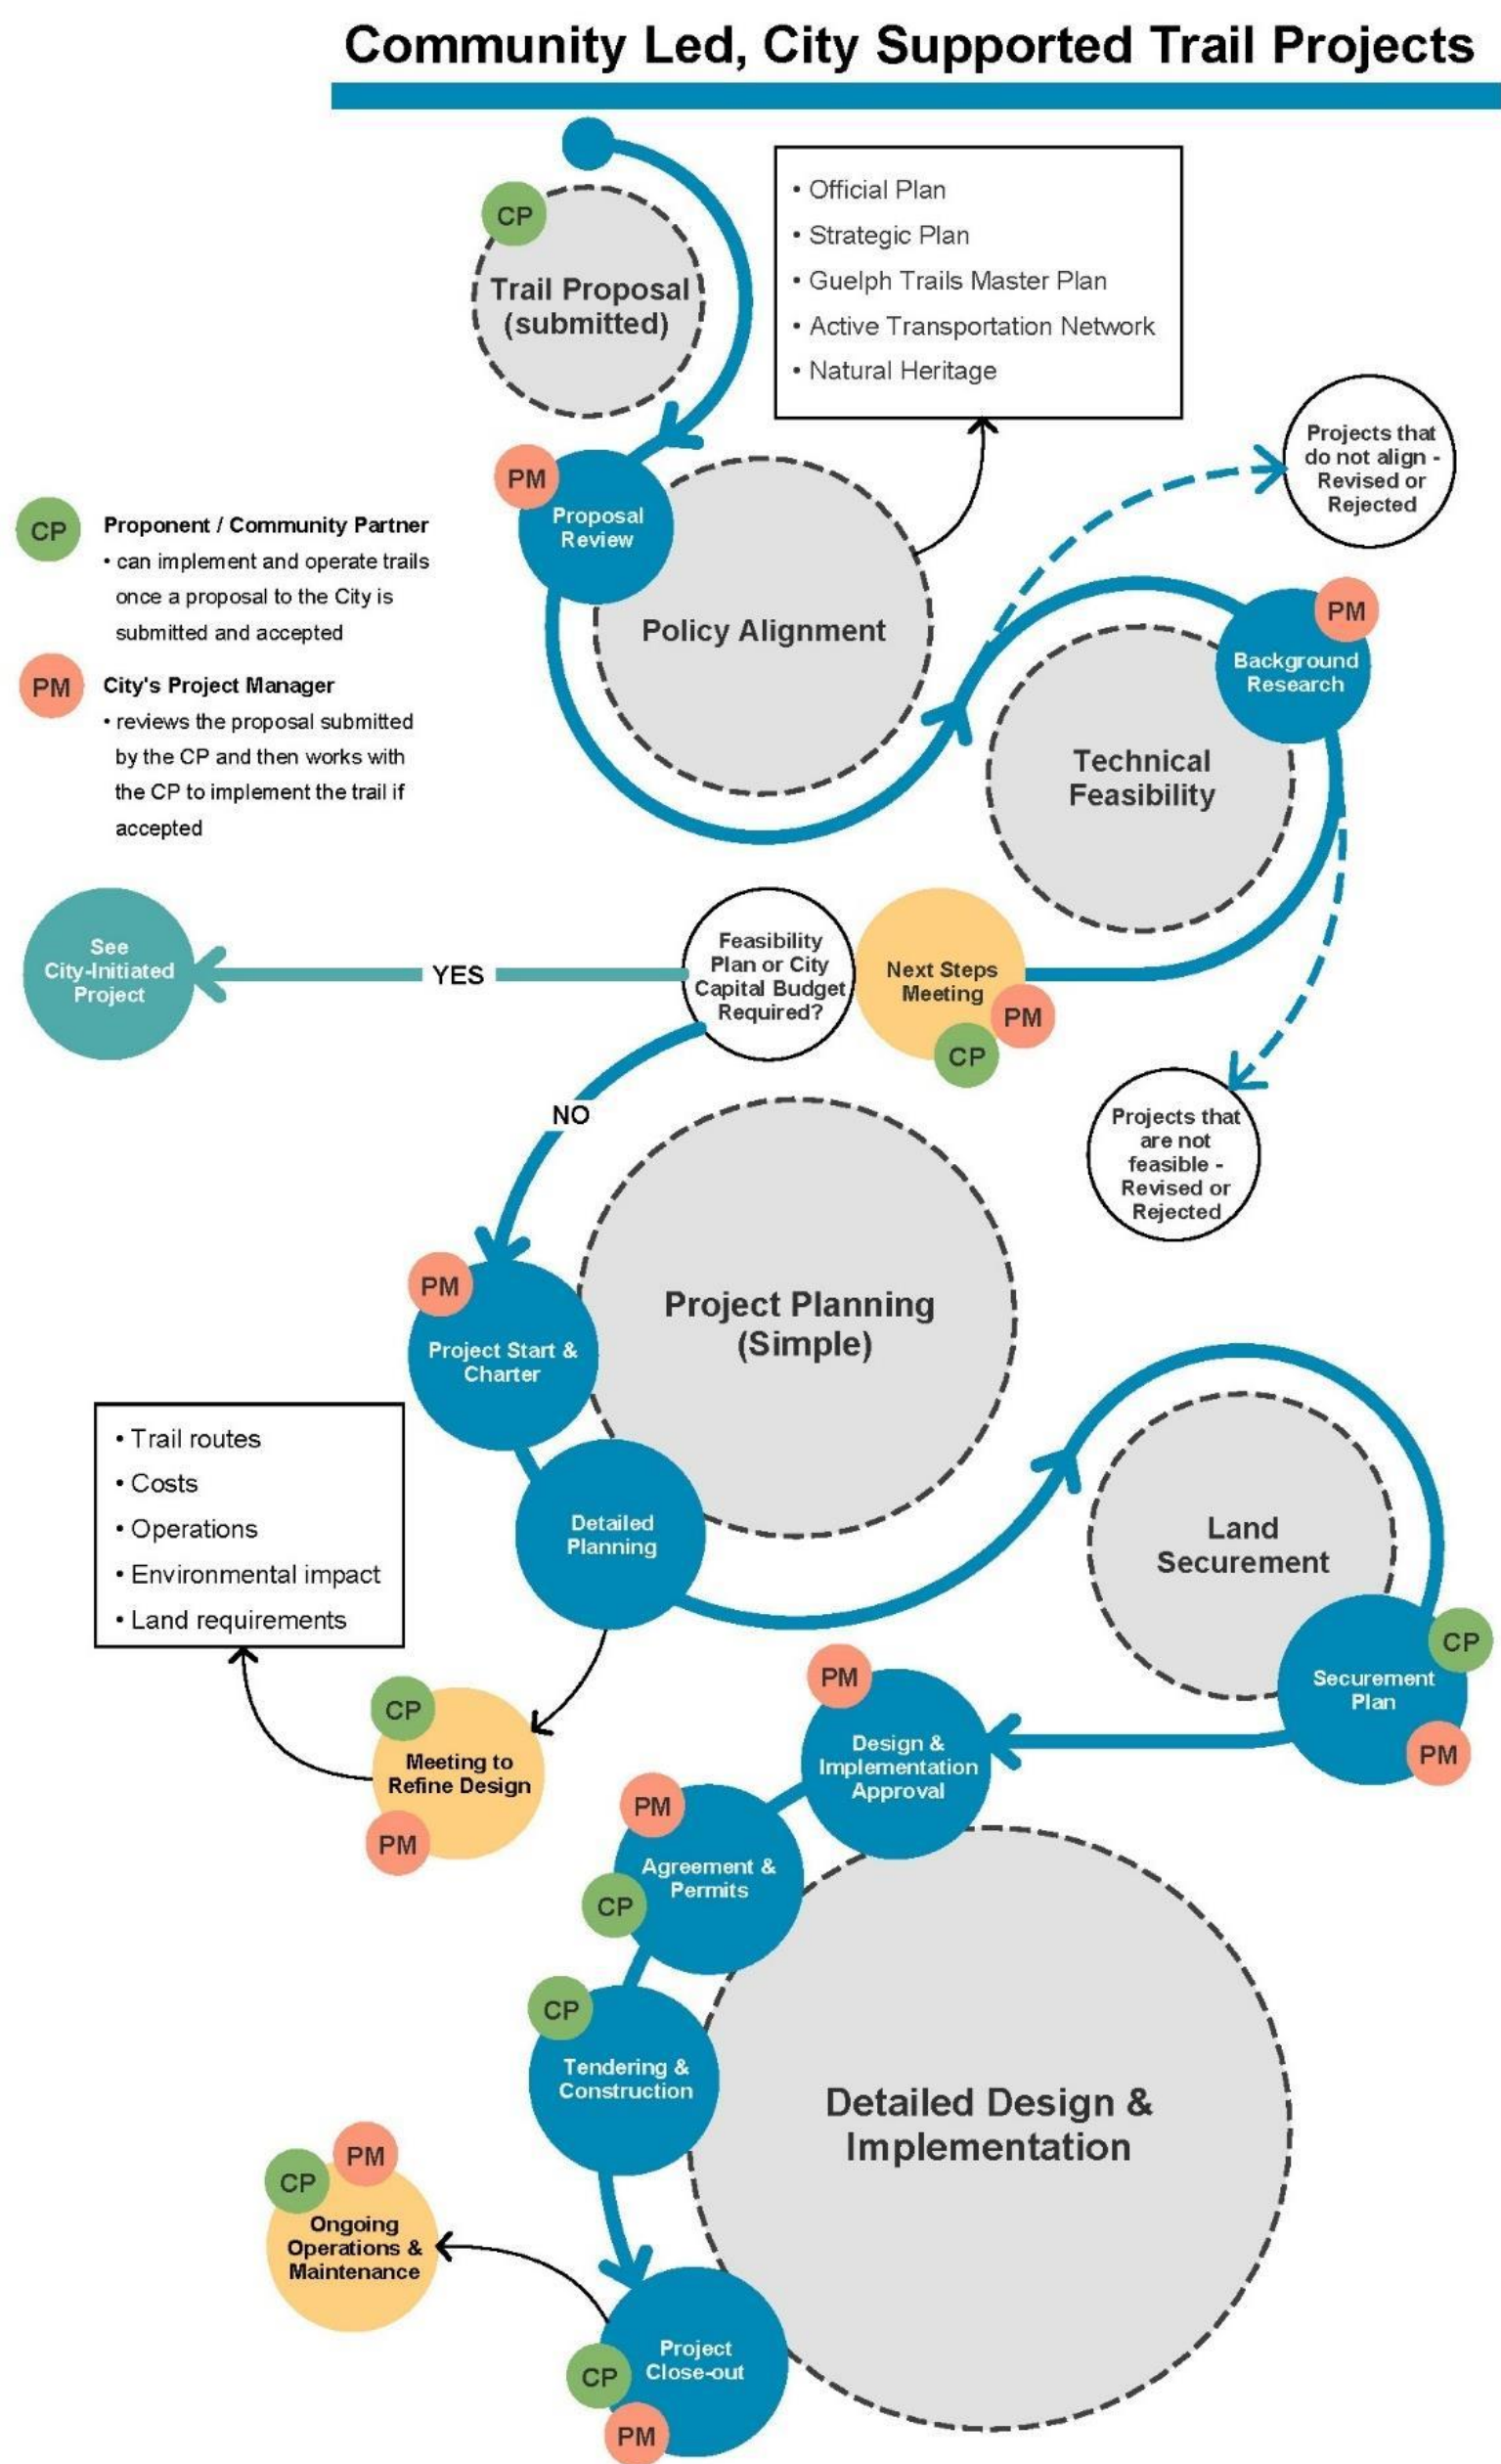 Community Led, City Supported Trail Projects
CP
Trail Proposal
(submitted)
• Official Plan
• Strategic Plan
• Guelph Trails Master Plan
• Active Transportation Network
• Natural Heritage
Projects that
do not align -
Revised or
Rejected
PM
Proposal
Review
CP
Proponent / Community Partner
• can implement and operate trails
once a proposal to the City is
submitted and accepted
PM
City's Project Manager
• reviews the proposal submitted
by the CP and then works with
the CP to implement the trail if
accepted
Policy Alignment
PM
Background
Research
Technical
Feasibility
See
City-Initiated
Project
YES
Feasibility
Plan or City
Capital Budget
Required?
Next Steps
Meeting
PM
CP
NO
Projects that
are not
feasible -
Revised or
Rejected
PM
Project Start &
Charter
Project Planning
(Simple)
• Trail routes
• Costs
• Operations
• Environmental impact
• Land requirements
Detailed
Planning
Land
Securement
CP
Securement
Plan
PM
CP
Meeting to
Refine Design
PM
PM
Design &
Implementation
Approval
PM
Agreement &
Permits
CP
CP
Tendering &
Construction
Detailed Design &
Implementation
PM
CP
Ongoing
Operations &
Maintenance
Project
Close-out
CP
PM